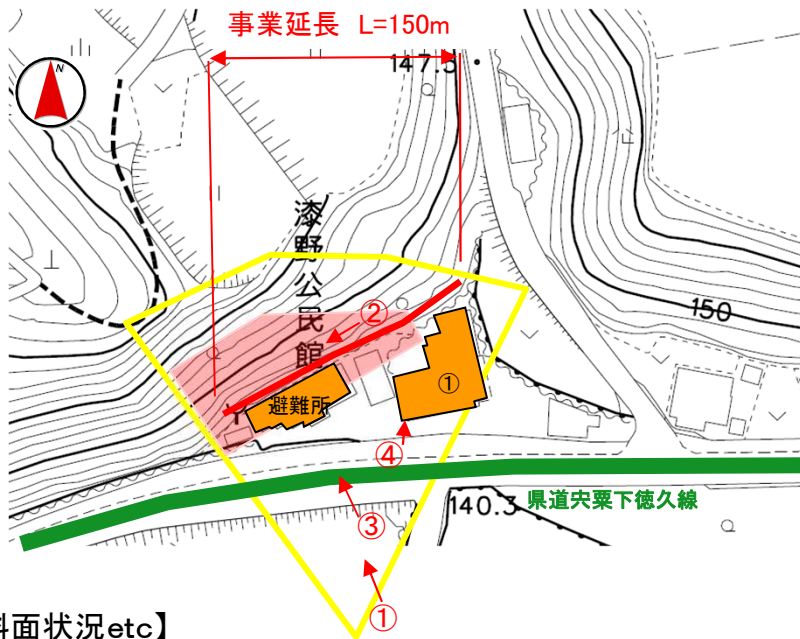 事業延長 L=150m
147.5
N
漆野公民館
②
150
①
避難所
④
県道宍粟下徳久線
140.3
③
①
面状況etc】